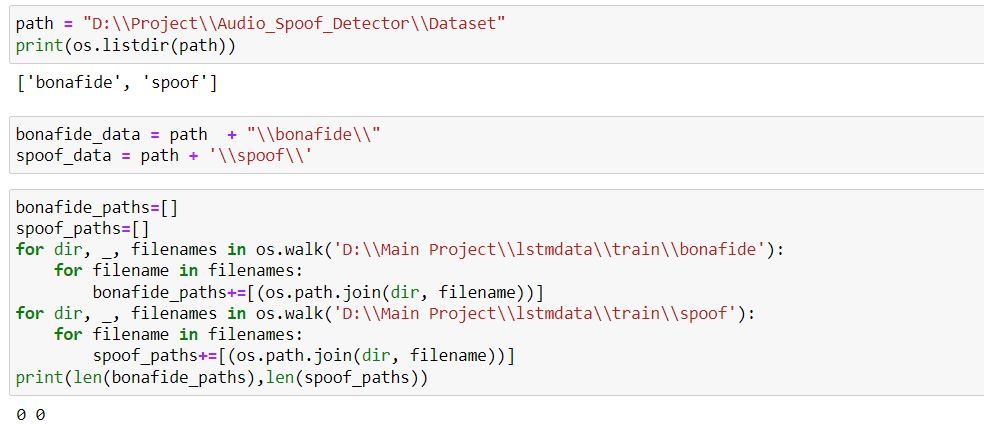 path = "D:\\Project\\Audio_Spoof_Detector\\Dataset"
print(os.listdir(path))
['bonafide', 'spoof']
bonafide_data = path  + "\\bonafide\\"
spoof_data = path + '\\spoof\\'
bonafide_paths=[]
spoof_paths=[]
for dir, _, filenames in os.walk('D:\\Main Project\\lstmdata\\train\\bonafide'):
    for filename in filenames:
        bonafide_paths+=[(os.path.join(dir, filename))]
for dir, _, filenames in os.walk('D:\\Main Project\\lstmdata\\train\\spoof'):
    for filename in filenames:
        spoof_paths+=[(os.path.join(dir, filename))]
print(len(bonafide_paths),len(spoof_paths))
0 0